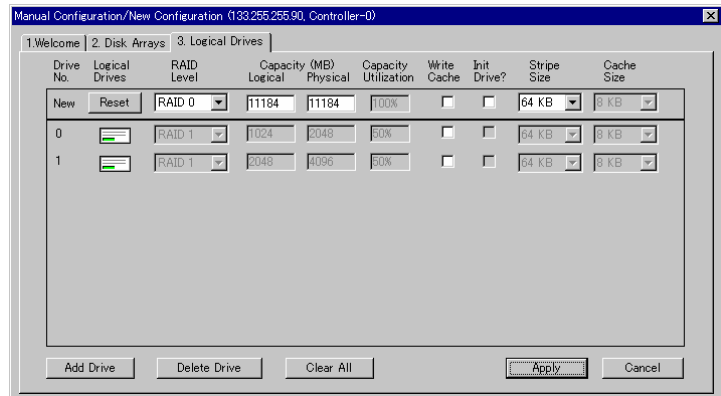 Manual Configuration/New Configuration (133.255.255.90, Controller-0)
1.Welcome 2. Disk Arrays 3. Logical Drives
Drive Logical RAID Capacity (MB) Capacity Write Init Stripe Cache
No. Drives Level Logical Physical Utilization Cache Drive? Size Size
New Reset RAID 0 11184 11184 100% 64 KB 8 KB
0 RAID 1 1024 2048 50% 64 KB 8 KB
1 RAID 1 2048 4096 50% 64 KB 8 KB
Add Drive Delete Drive Clear All Apply Cancel